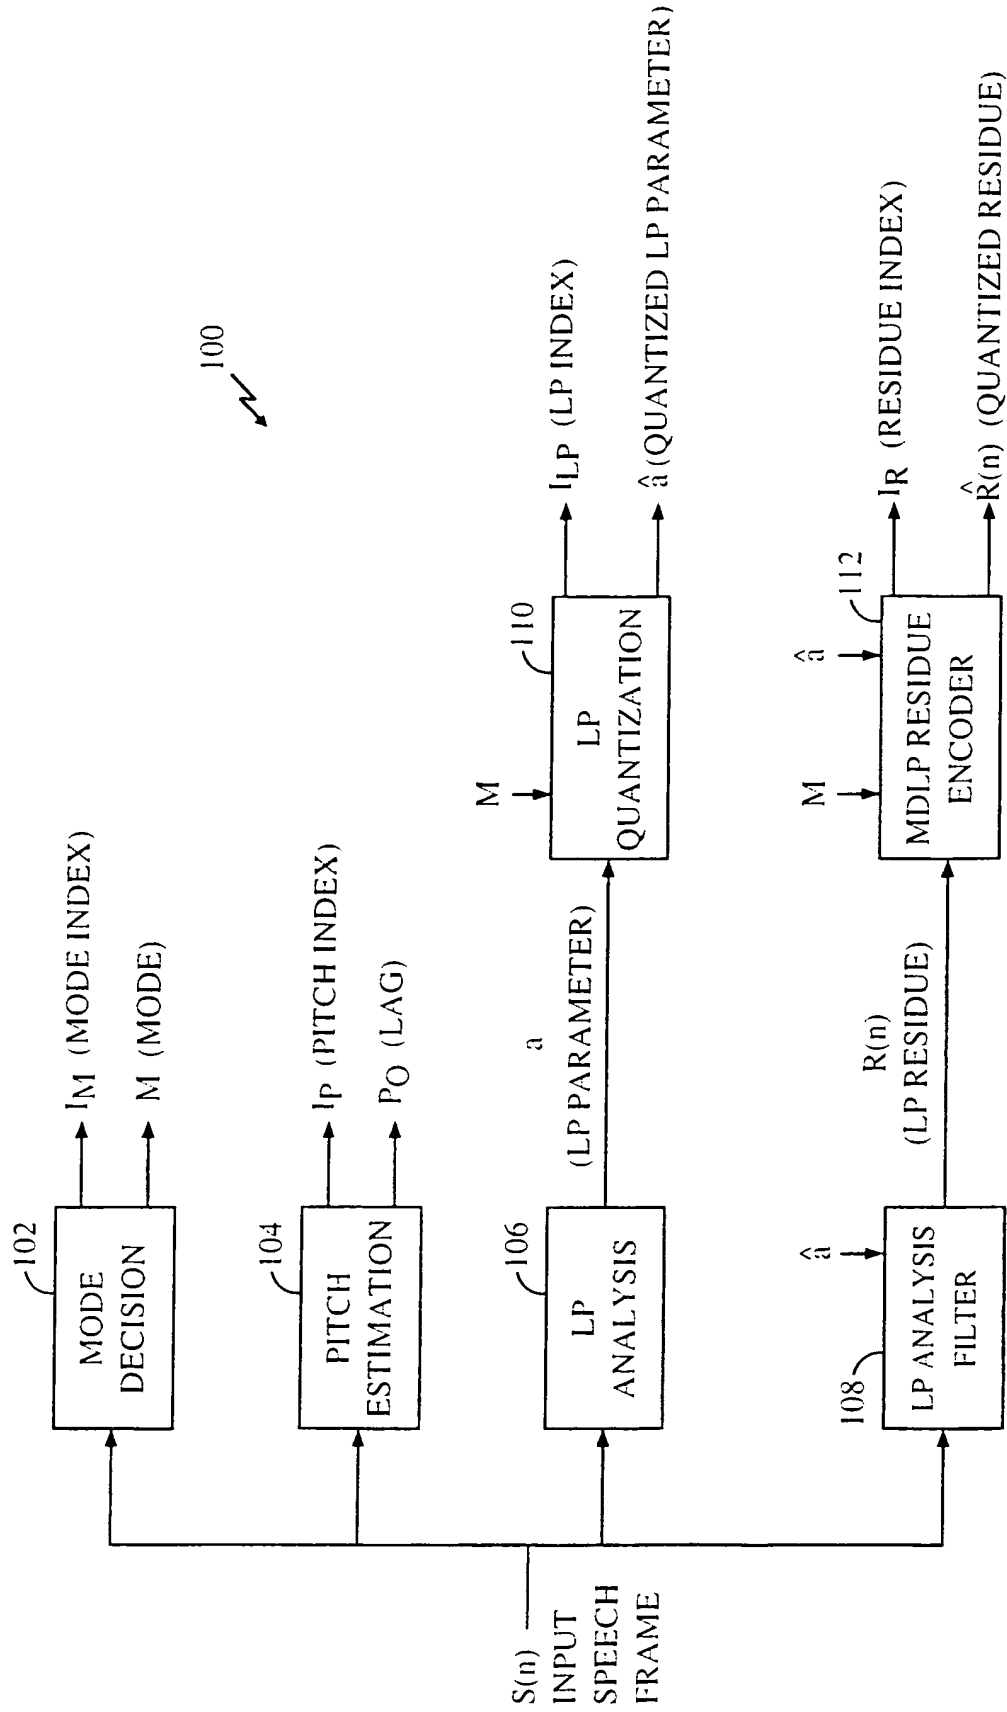 100
102
MODE
DECISION
I_M (MODE INDEX)
M (MODE)
104
PITCH
ESTIMATION
I_P (PITCH INDEX)
P_O (LAG)
S(n)
INPUT
SPEECH
FRAME
106
LP
ANALYSIS
a
(LP PARAMETER)
M
110
LP
QUANTIZATION
I_LP (LP INDEX)
â (QUANTIZED LP PARAMETER)
108
â
LP ANALYSIS
FILTER
R(n)
(LP RESIDUE)
M
â
112
MDLP RESIDUE
ENCODER
I_R (RESIDUE INDEX)
R̂(n) (QUANTIZED RESIDUE)